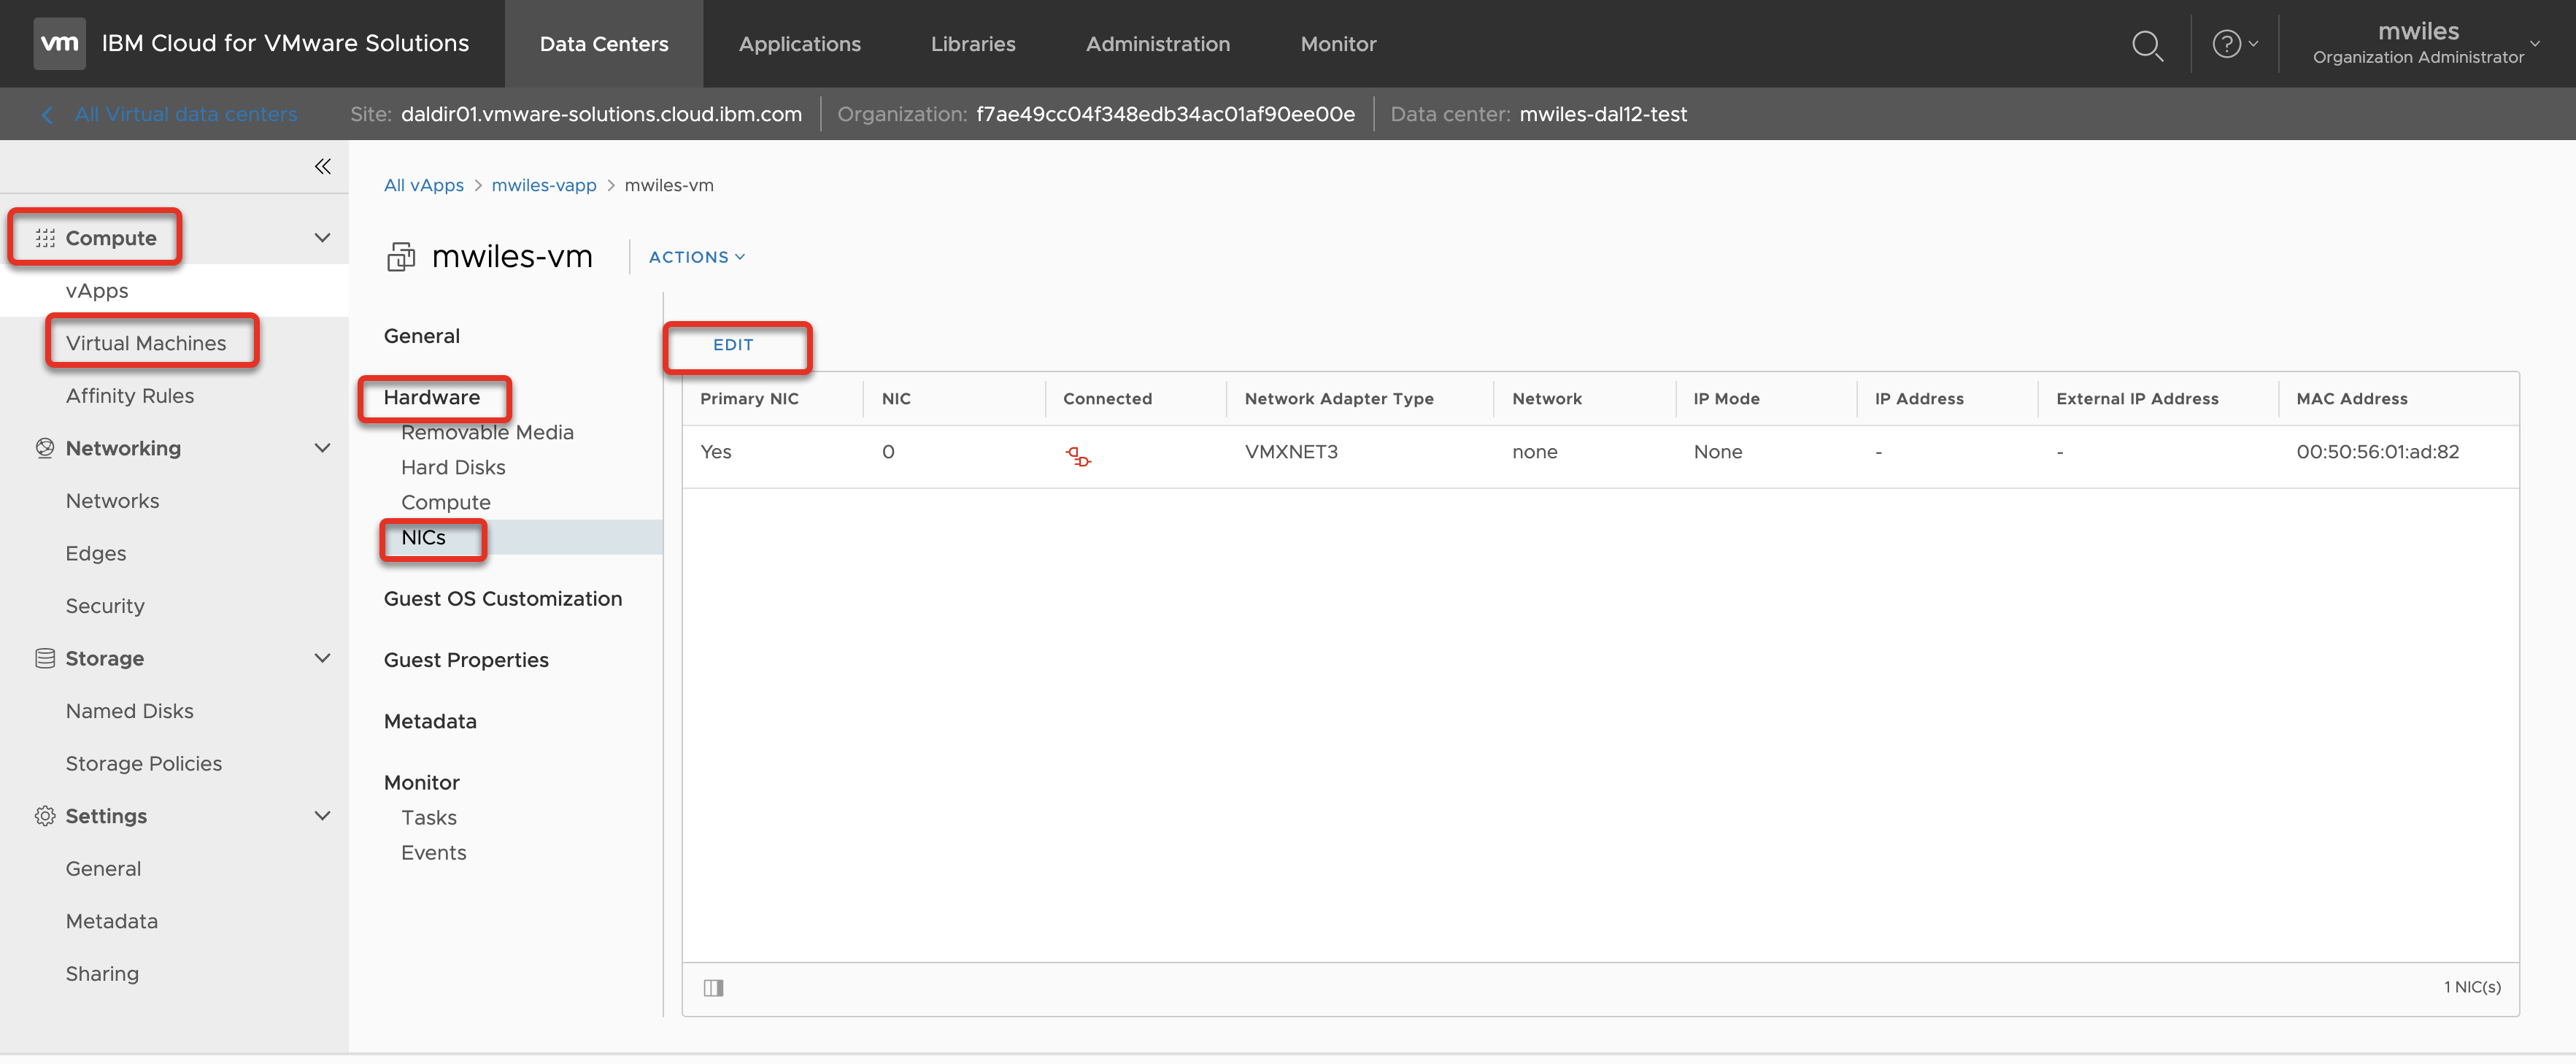 vm IBM Cloud for VMware Solutions Data Centers Applications Libraries Administration Monitor ? mwiles
Organization Administrator
All Virtual data centers Site: daldir01.vmware-solutions.cloud.ibm.com Organization: f7ae49cc04f348edb34ac01af90ee00e Data center: mwiles-dal12-test
Compute
vApps
Virtual Machines
Affinity Rules
Networking
Networks
Edges
Security
Storage
Named Disks
Storage Policies
Settings
General
Metadata
Sharing
All vApps > mwiles-vapp > mwiles-vm
mwiles-vm ACTIONS
General
Hardware
Removable Media
Hard Disks
Compute
NICs
Guest OS Customization
Guest Properties
Metadata
Monitor
Tasks
Events
EDIT
Primary NIC NIC Connected Network Adapter Type Network IP Mode IP Address External IP Address MAC Address
Yes 0 VMXNET3 none None - - 00:50:56:01:ad:82
1 NIC(s)